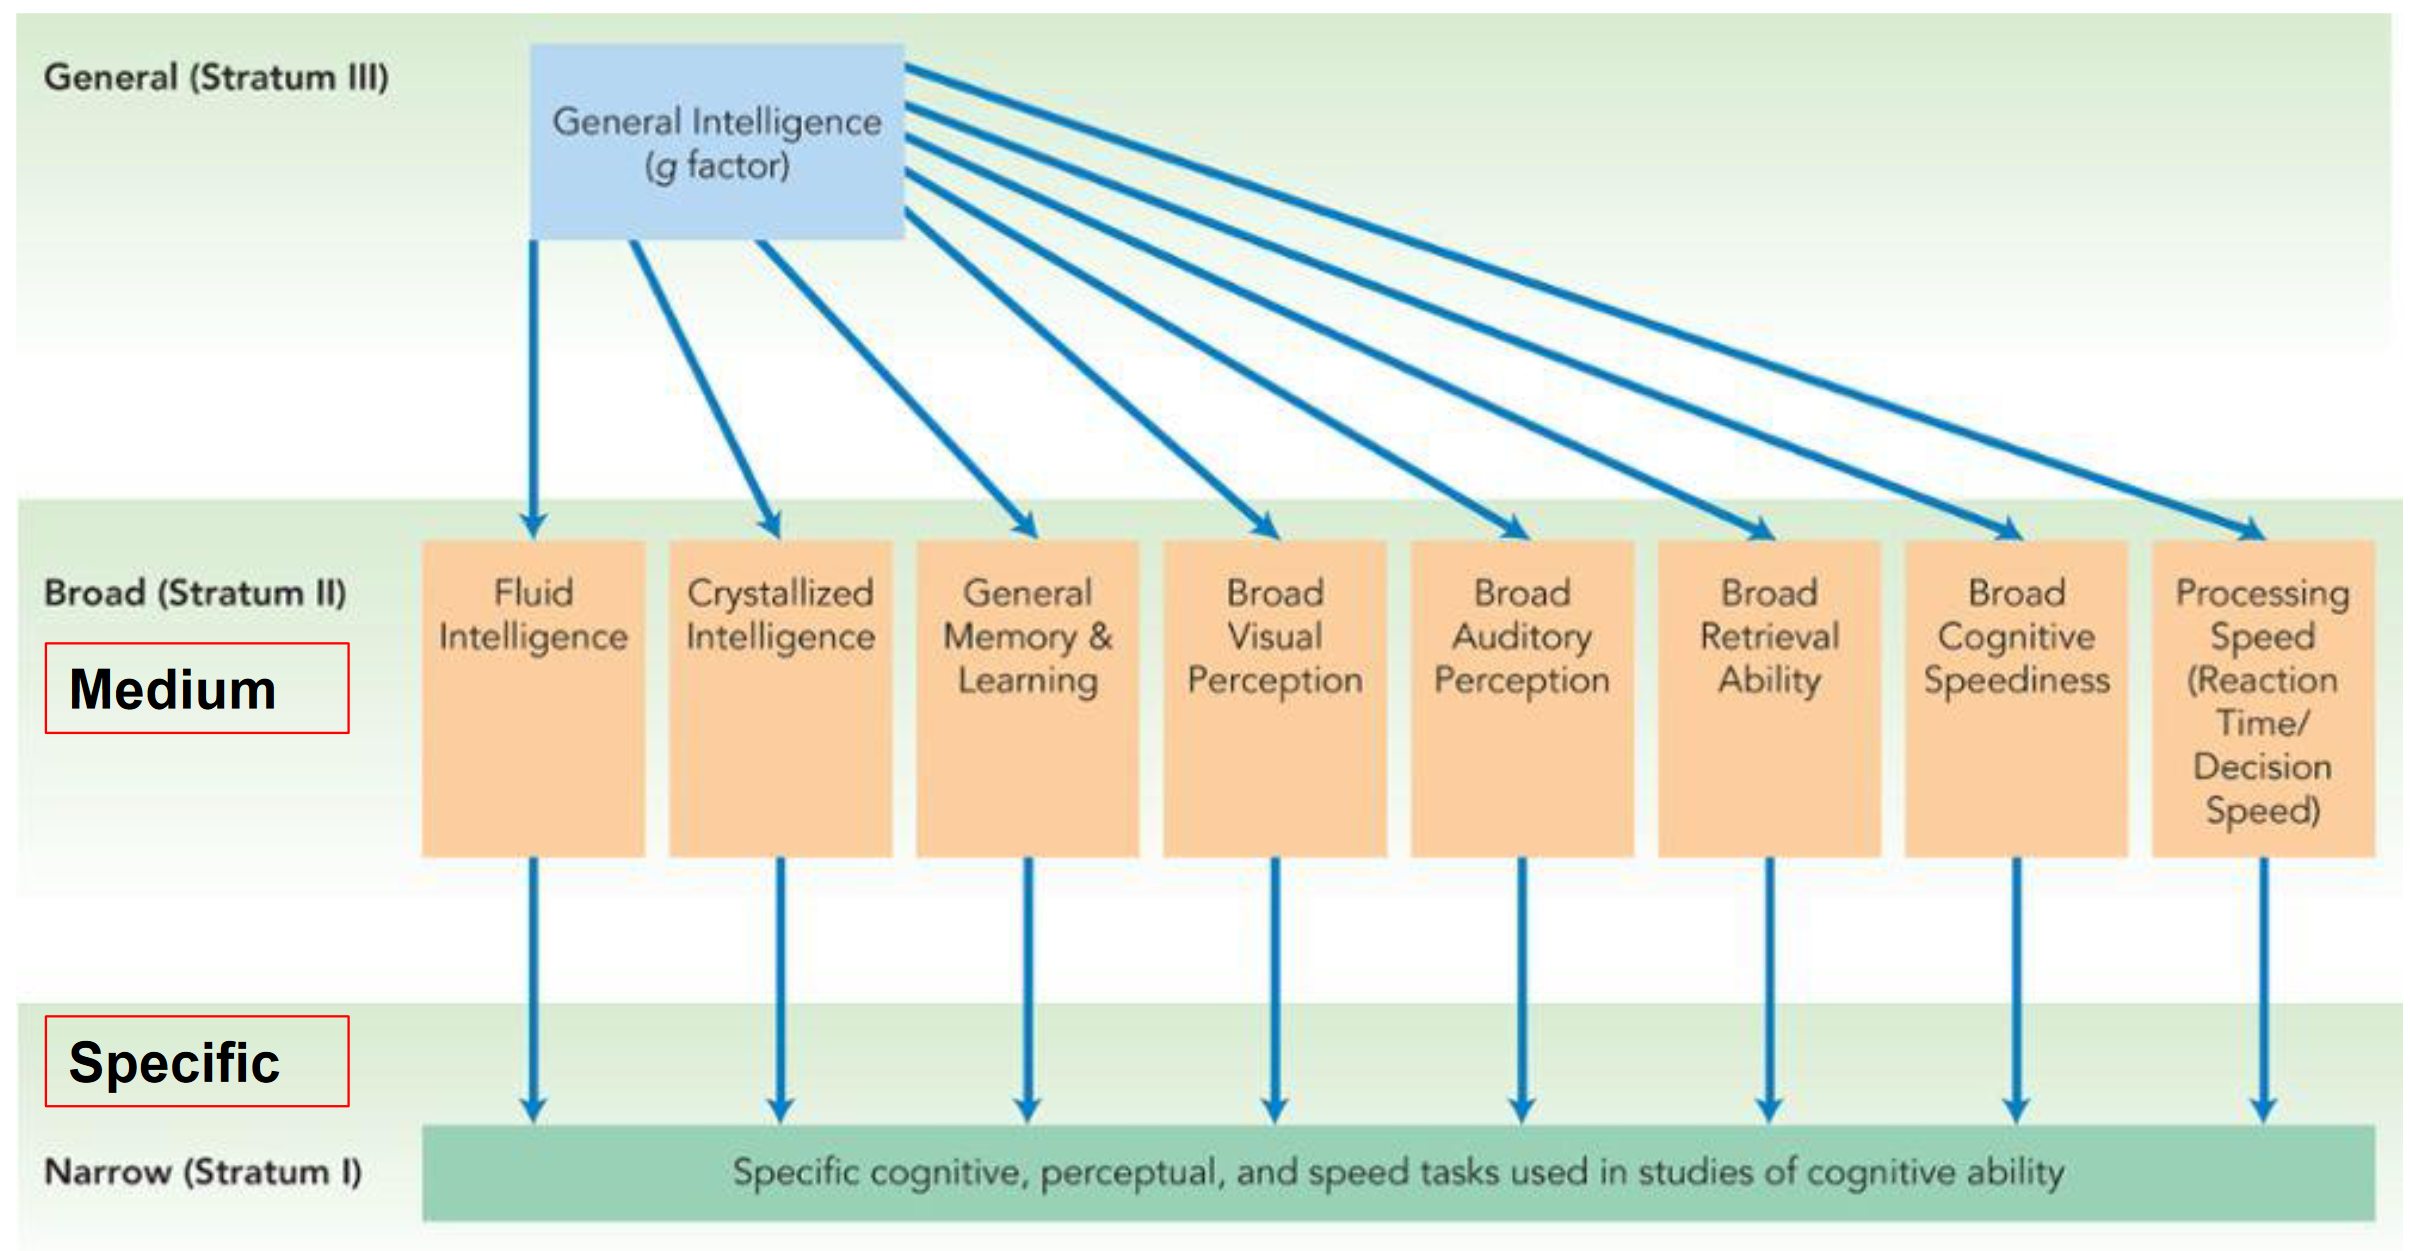 General (Stratum III)
General Intelligence
(g factor)
Broad (Stratum II)
Medium
Fluid
Intelligence
Crystallized
Intelligence
General
Memory &
Learning
Broad
Visual
Perception
Broad
Auditory
Perception
Broad
Retrieval
Ability
Broad
Cognitive
Speediness
Processing
Speed
(Reaction
Time/
Decision
Speed)
Specific
Narrow (Stratum I)
Specific cognitive, perceptual, and speed tasks used in studies of cognitive ability